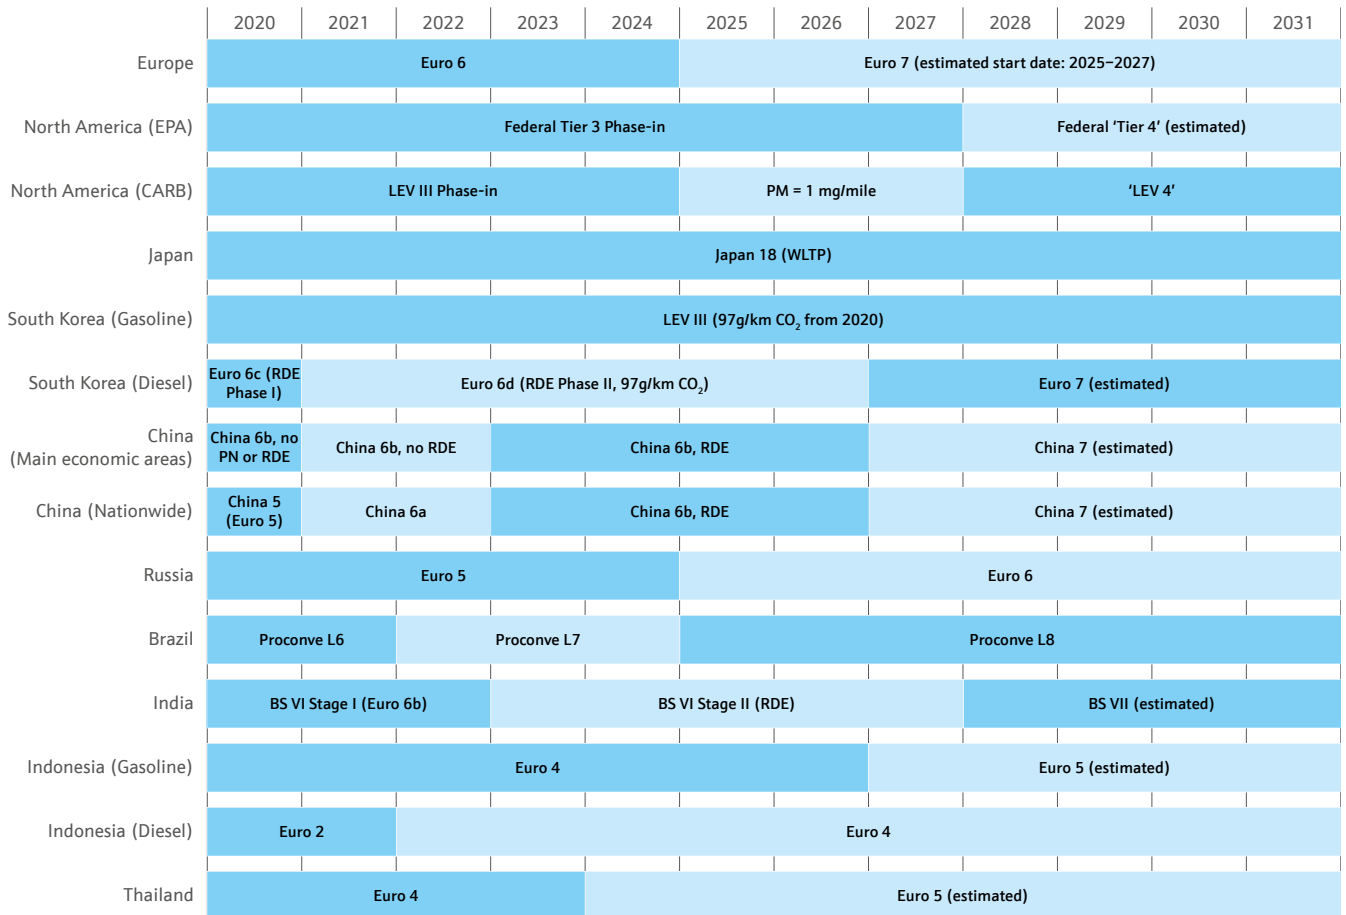 2020 2021 2022 2023 2024 2025 2026 2027 2028 2029 2030 2031
Europe Euro 6 Euro 7 (estimated start date: 2025–2027)
North America (EPA) Federal Tier 3 Phase-in Federal ‘Tier 4’ (estimated)
North America (CARB) LEV III Phase-in PM = 1 mg/mile ‘LEV 4’
Japan Japan 18 (WLTP)
South Korea (Gasoline) LEV III (97g/km CO₂ from 2020)
South Korea (Diesel) Euro 6c (RDE
Phase I) Euro 6d (RDE Phase II, 97g/km CO₂) Euro 7 (estimated)
China
(Main economic areas) China 6b, no
PN or RDE China 6b, no RDE China 6b, RDE China 7 (estimated)
China (Nationwide) China 5
(Euro 5) China 6a China 6b, RDE China 7 (estimated)
Russia Euro 5 Euro 6
Brazil Proconve L6 Proconve L7 Proconve L8
India BS VI Stage I (Euro 6b) BS VI Stage II (RDE) BS VII (estimated)
Indonesia (Gasoline) Euro 4 Euro 5 (estimated)
Indonesia (Diesel) Euro 2 Euro 4
Thailand Euro 4 Euro 5 (estimated)